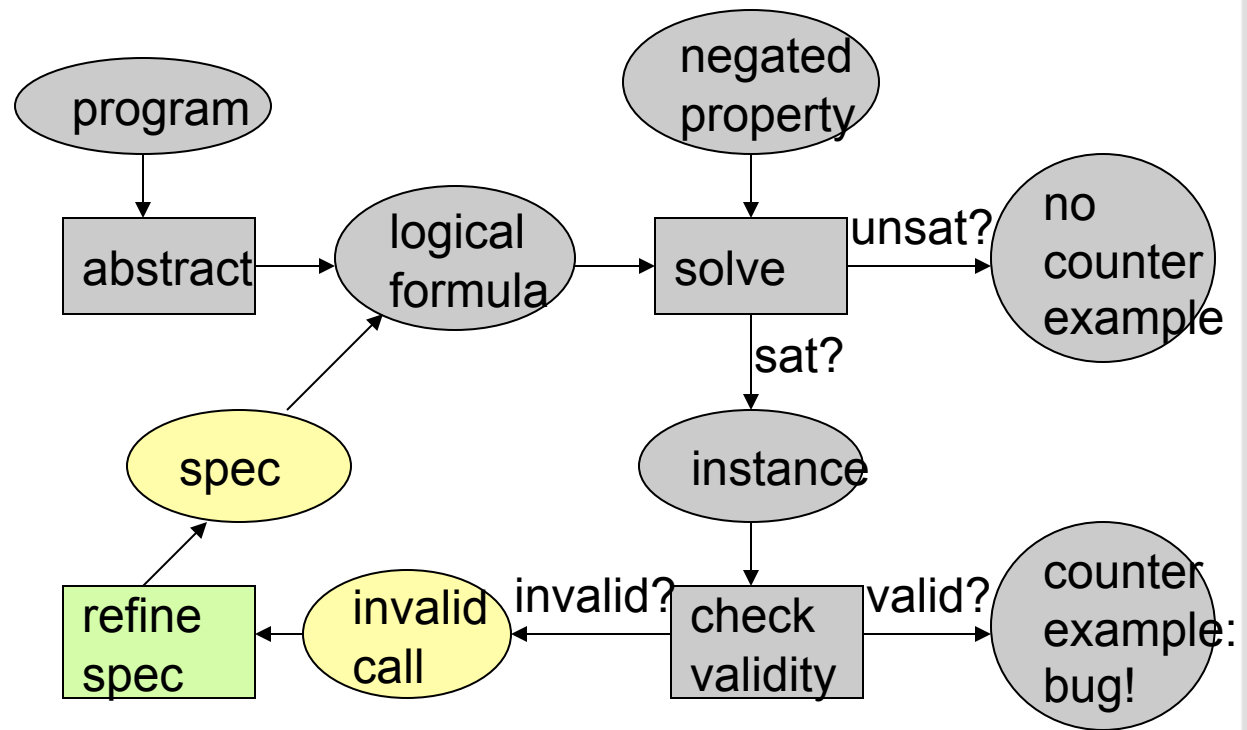 program
negated
property
abstract
logical
formula
solve
unsat?
no
counter
example
sat?
spec
instance
refine
spec
invalid
call
invalid?
check
validity
valid?
counter
example:
bug!